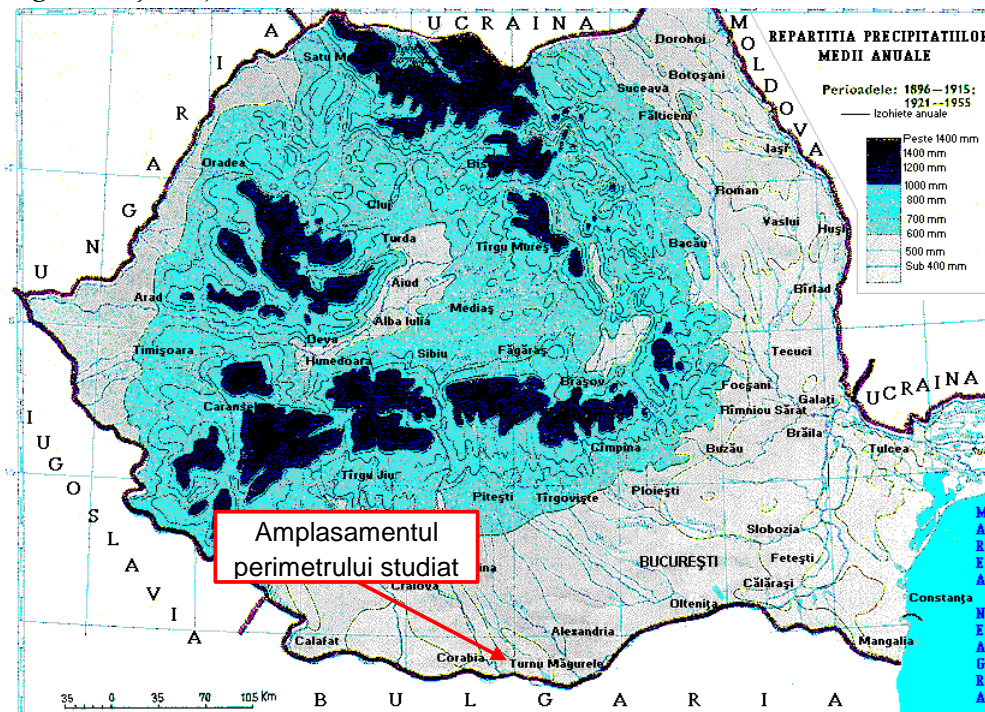 UCRAINA
MOLDOVA
REPARTITIA PRECIPITATIILOR
MEDII ANUALE
Perioadele: 1896—1915;
1921--1955
Izohiete anuale
Peste 1400 mm
1400 mm
1200 mm
1000 mm
800 mm
700 mm
600 mm
500 mm
Sub 400 mm
UNGARIA
Satu
Dorohoi
Botoşani
Suceava
Fălticeni
Iaşi
Oradea
Bis
Roman
Cluj
Vaslui
Huşi
Turda
Tîrgu Mureş
Bacău
Aiud
Arad
Mediaş
Bîrlad
Alba Iulia
Deva
Timişoara
Hunedoara
Sibiu
Făgăraş
Tecuci
Braşov
Focşani
Galaţi
UCRAINA
Caransel
Rîmnicu Sărat
Brăila
Cîmpina
Buzău
Tulcea
Tîrgu Jiu
Piteşti
Tîrgovişte
Ploieşti
IUGOSLAVIA
Amplasamentul
perimetrului studiat
Slobozia
BUCUREŞTI
Feteşti
ina
Craiova
Călăraşi
Olteniţa
Constanţa
MAREA NEAGRA
Calafat
Alexandria
Mangalia
Corabia
Turnu Măgurele
35 0 35 70 105 Km
BULGARIA